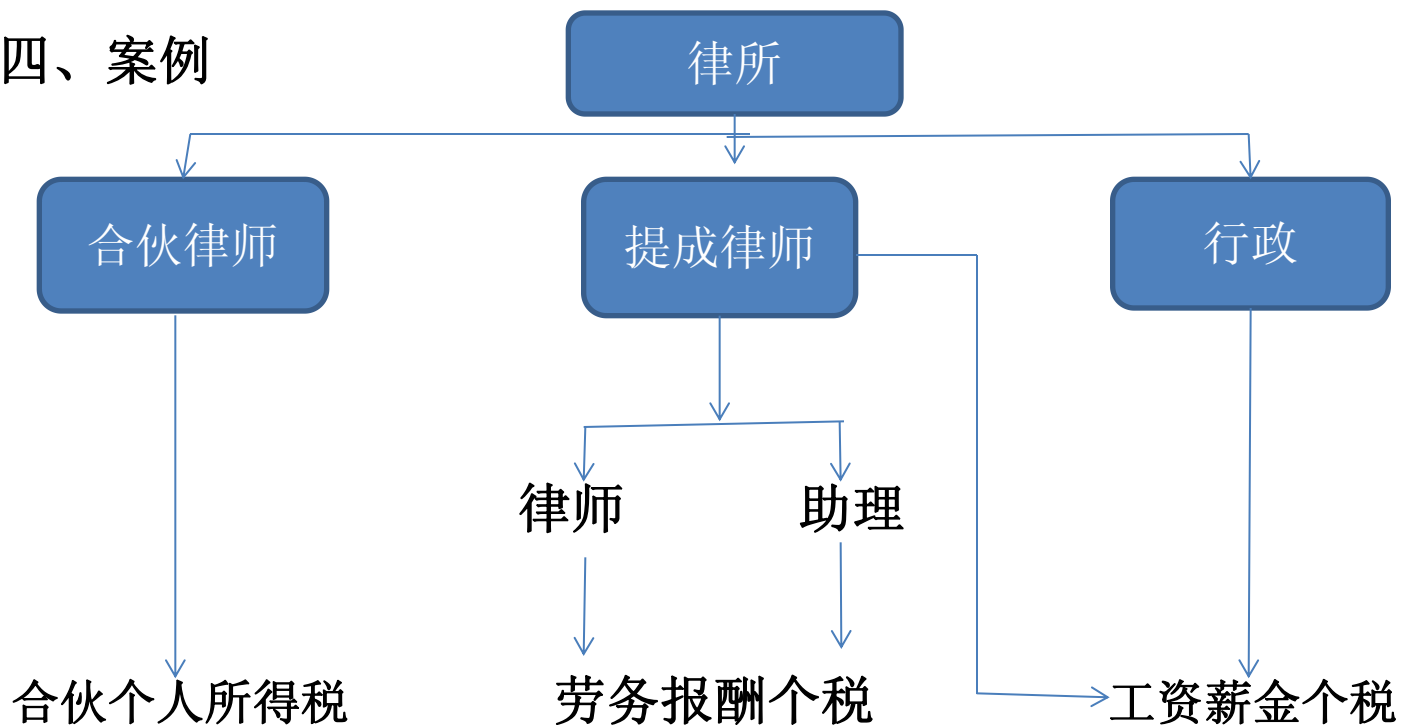 四、案例
律所
合伙律师
提成律师
行政
律师
助理
合伙个人所得税
劳务报酬个税
工资薪金个税